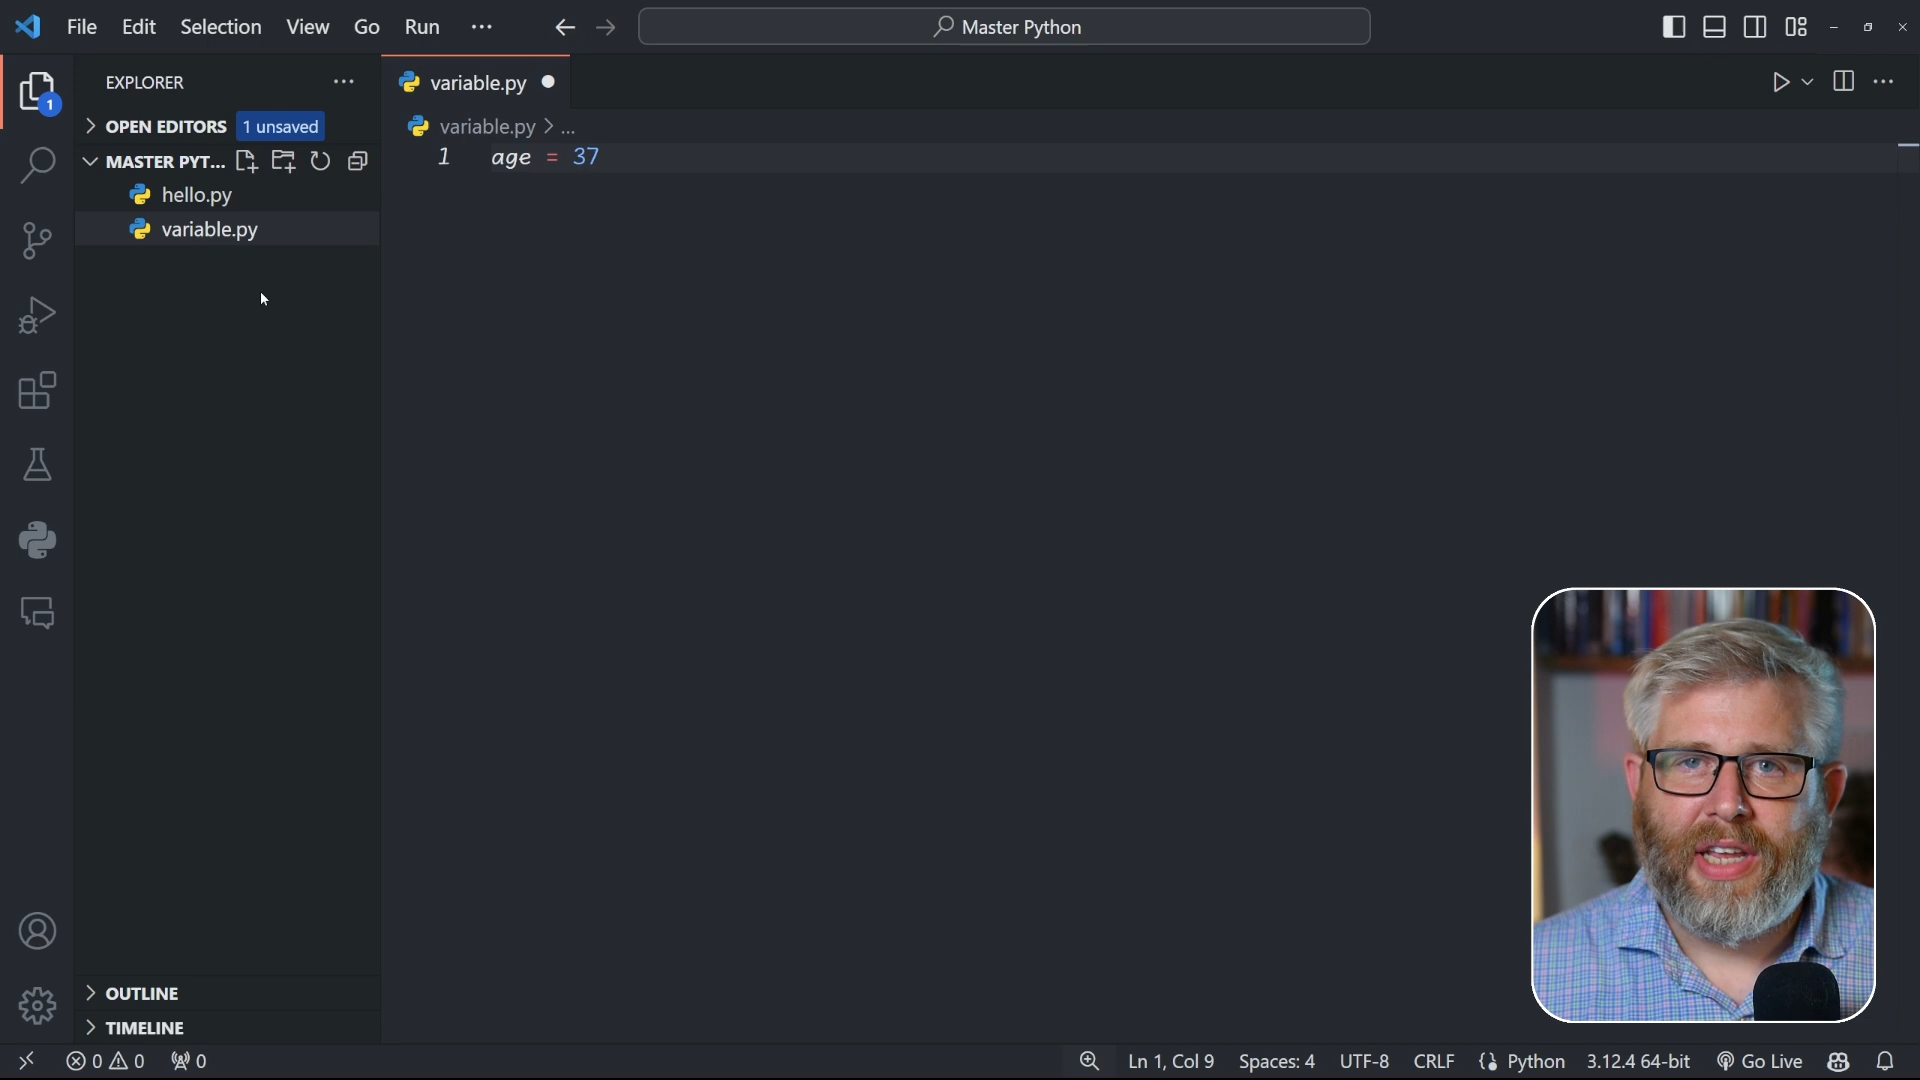 File Edit Selection View Go Run ···
Master Python
EXPLORER
1
OPEN EDITORS 1 unsaved
MASTER PYT...
hello.py
variable.py
OUTLINE
TIMELINE
variable.py
variable.py > ...
1 age = 37
0 0 0
Ln 1, Col 9 Spaces: 4 UTF-8 CRLF Python 3.12.4 64-bit Go Live